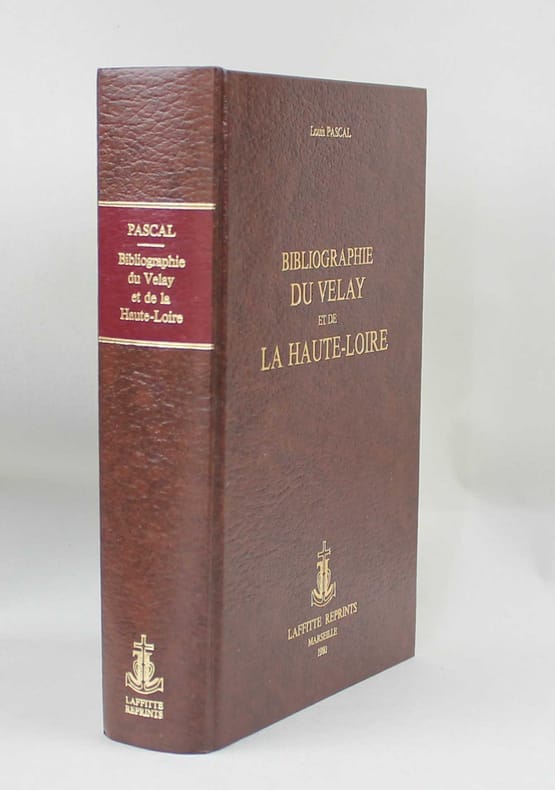 PASCAL
Bibliographie
du Velay
et de la
Haute-Loire
LAFFITTE
REPRINTS
Louis PASCAL
BIBLIOGRAPHIE
DU VELAY
ET DE
LA HAUTE-LOIRE
LAFFITTE REPRINTS
MARSEILLE